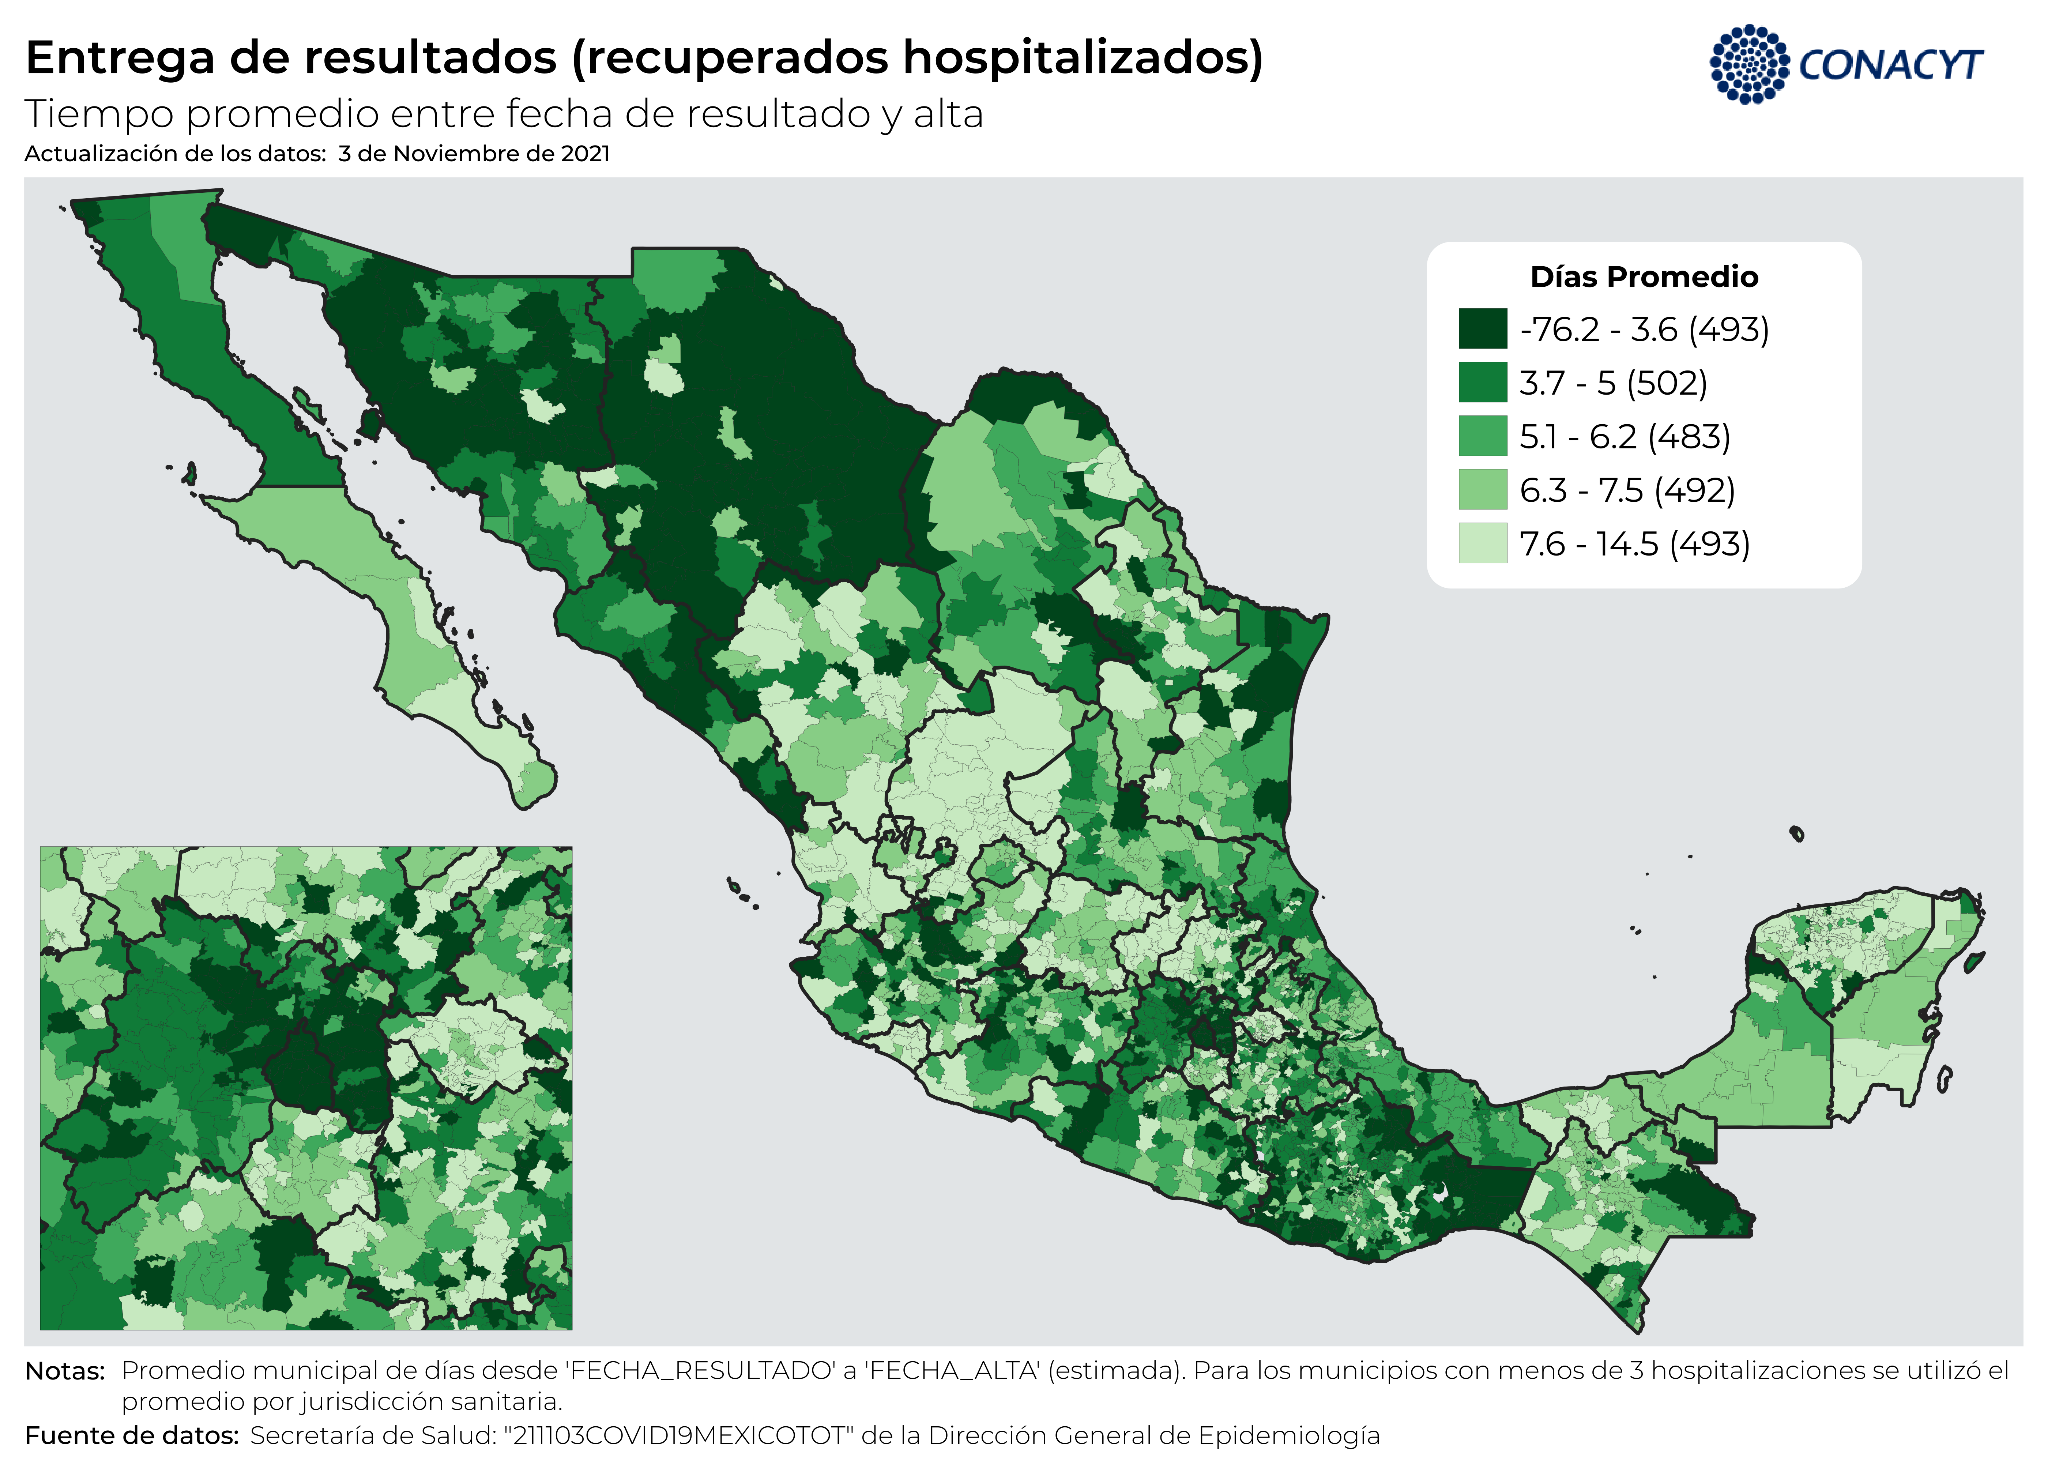 Entrega de resultados (recuperados hospitalizados)
CONACYT
Tiempo promedio entre fecha de resultado y alta
Actualización de los datos: 3 de Noviembre de 2021
Días Promedio
-76.2 - 3.6 (493)
3.7 - 5 (502)
5.1 - 6.2 (483)
6.3 - 7.5 (492)
7.6 - 14.5 (493)
Notas: Promedio municipal de días desde 'FECHA_RESULTADO' a 'FECHA_ALTA' (estimada). Para los municipios con menos de 3 hospitalizaciones se utilizó el
promedio por jurisdicción sanitaria.
Fuente de datos: Secretaría de Salud: "211103COVID19MEXICOTOT" de la Dirección General de Epidemiología